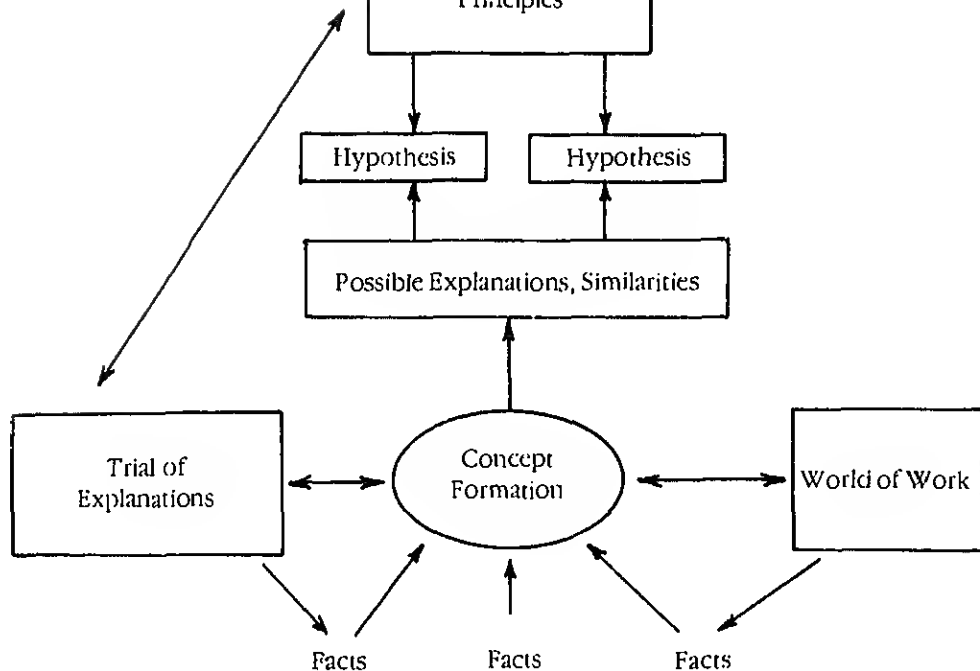 Principles
Hypothesis
Hypothesis
Possible Explanations, Similarities
Trial of
Explanations
Concept
Formation
World of Work
Facts
Facts
Facts